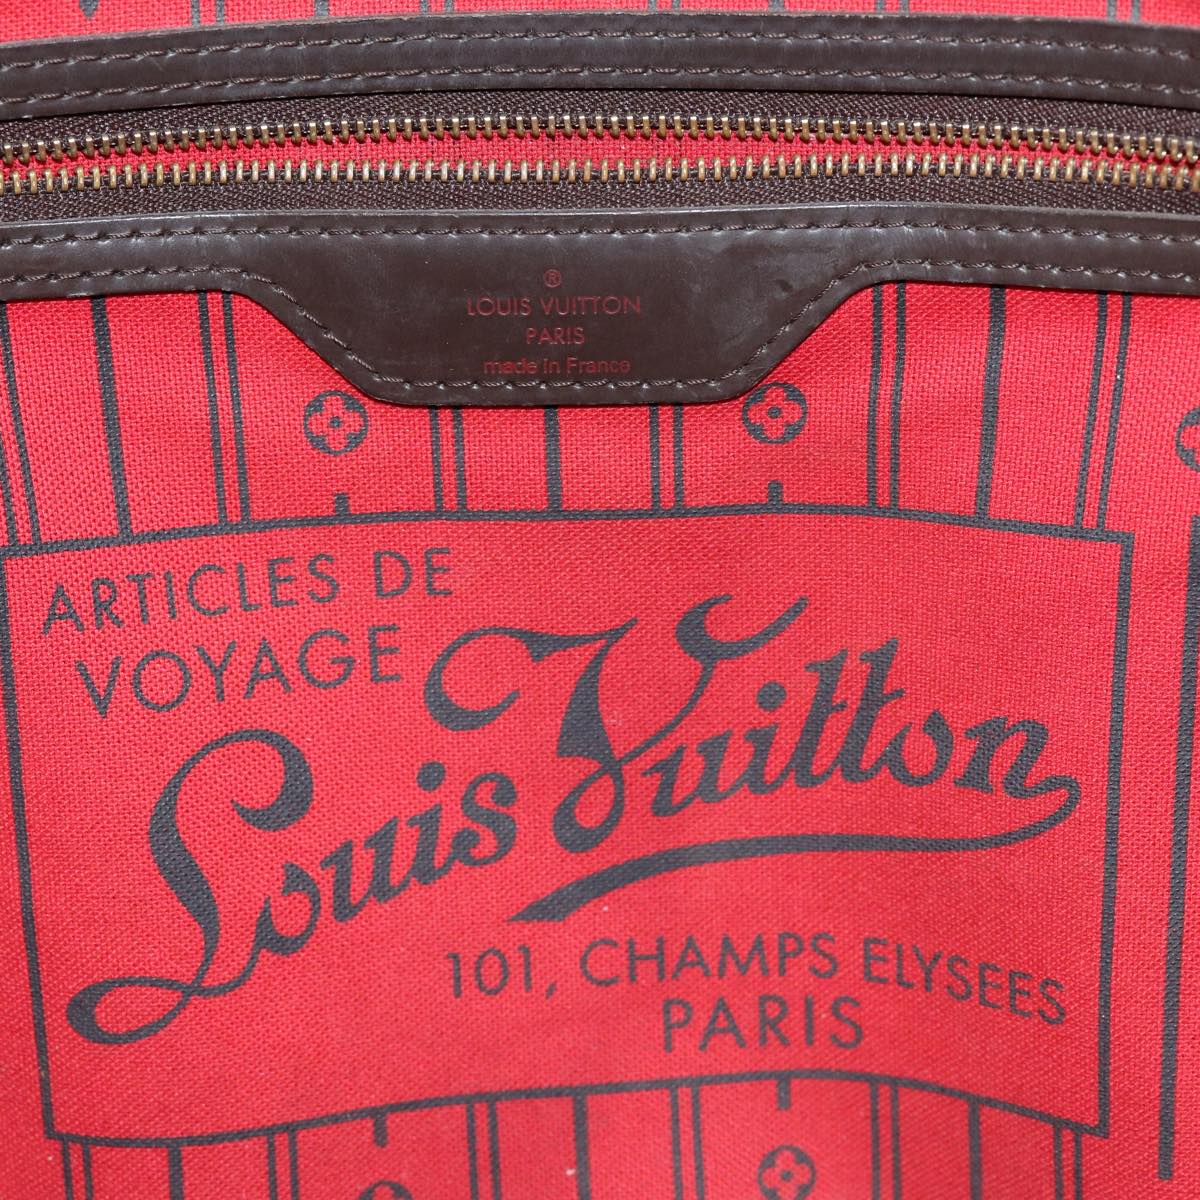 ®
LOUIS VUITTON
PARIS
made in France
ARTICLES DE
VOYAGE
Louis Vuitton
101, CHAMPS ELYSEES
PARIS